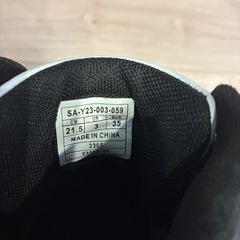 SA-Y23-003-059
CM US EUR
21.5 3 35
MADE IN CHINA
2305